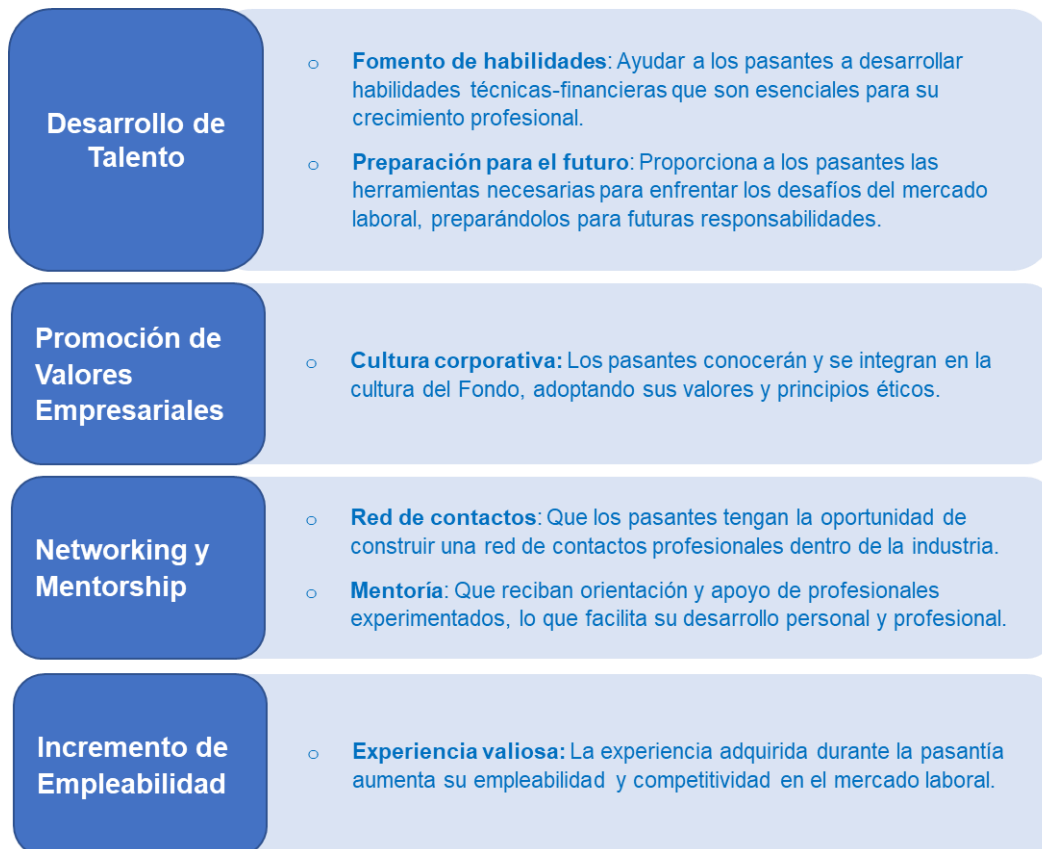 Desarrollo de
Talento
o Fomento de habilidades: Ayudar a los pasantes a desarrollar
habilidades técnicas-financieras que son esenciales para su
crecimiento profesional.
o Preparación para el futuro: Proporciona a los pasantes las
herramientas necesarias para enfrentar los desafíos del mercado
laboral, preparándolos para futuras responsabilidades.
Promoción de
Valores
Empresariales
o Cultura corporativa: Los pasantes conocerán y se integran en la
cultura del Fondo, adoptando sus valores y principios éticos.
Networking y
Mentorship
o Red de contactos: Que los pasantes tengan la oportunidad de
construir una red de contactos profesionales dentro de la industria.
o Mentoría: Que reciban orientación y apoyo de profesionales
experimentados, lo que facilita su desarrollo personal y profesional.
Incremento de
Empleabilidad
o Experiencia valiosa: La experiencia adquirida durante la pasantía
aumenta su empleabilidad y competitividad en el mercado laboral.